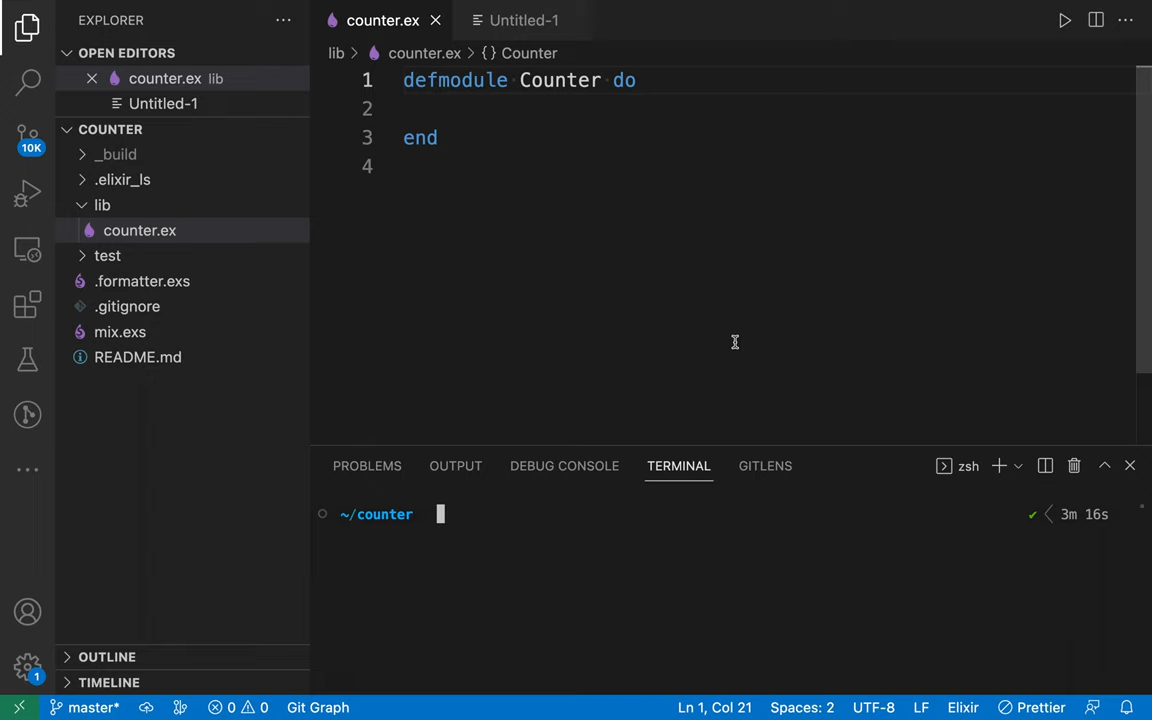 EXPLORER
OPEN EDITORS
counter.ex lib
Untitled-1
COUNTER
_build
.elixir_ls
lib
counter.ex
test
.formatter.exs
.gitignore
mix.exs
README.md
OUTLINE
TIMELINE
10K
1
counter.ex
Untitled-1
lib > counter.ex > {} Counter
1 defmodule Counter do
2
3 end
4
PROBLEMS OUTPUT DEBUG CONSOLE TERMINAL GITLENS
zsh
~/counter
3m 16s
master* 0 0 Git Graph Ln 1, Col 21 Spaces: 2 UTF-8 LF Elixir Prettier